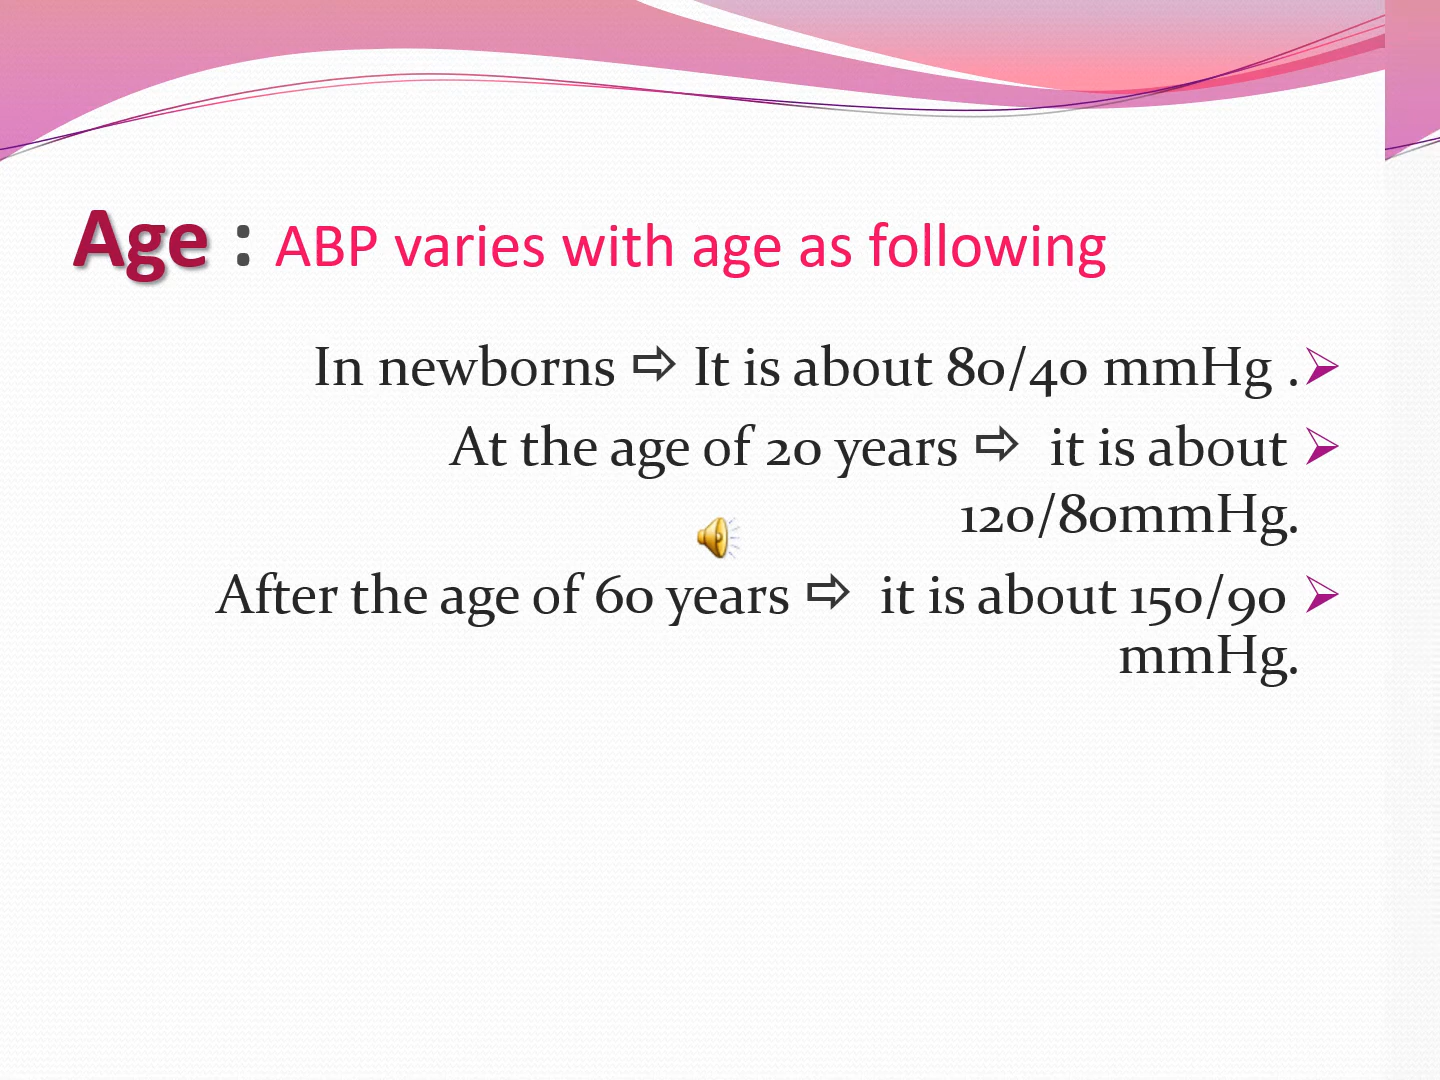 Age : ABP varies with age as following
In newborns ⇨ It is about 80/40 mmHg .
At the age of 20 years ⇨ it is about
120/80mmHg.
After the age of 60 years ⇨ it is about 150/90
mmHg.